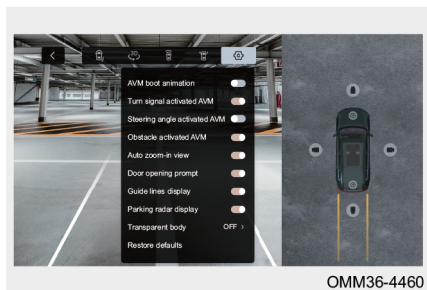 3D
AVM boot animation
Turn signal activated AVM
Steering angle activated AVM
Obstacle activated AVM
Auto zoom-in view
Door opening prompt
Guide lines display
Parking radar display
Transparent body OFF >
Restore defaults
OMM36-4460